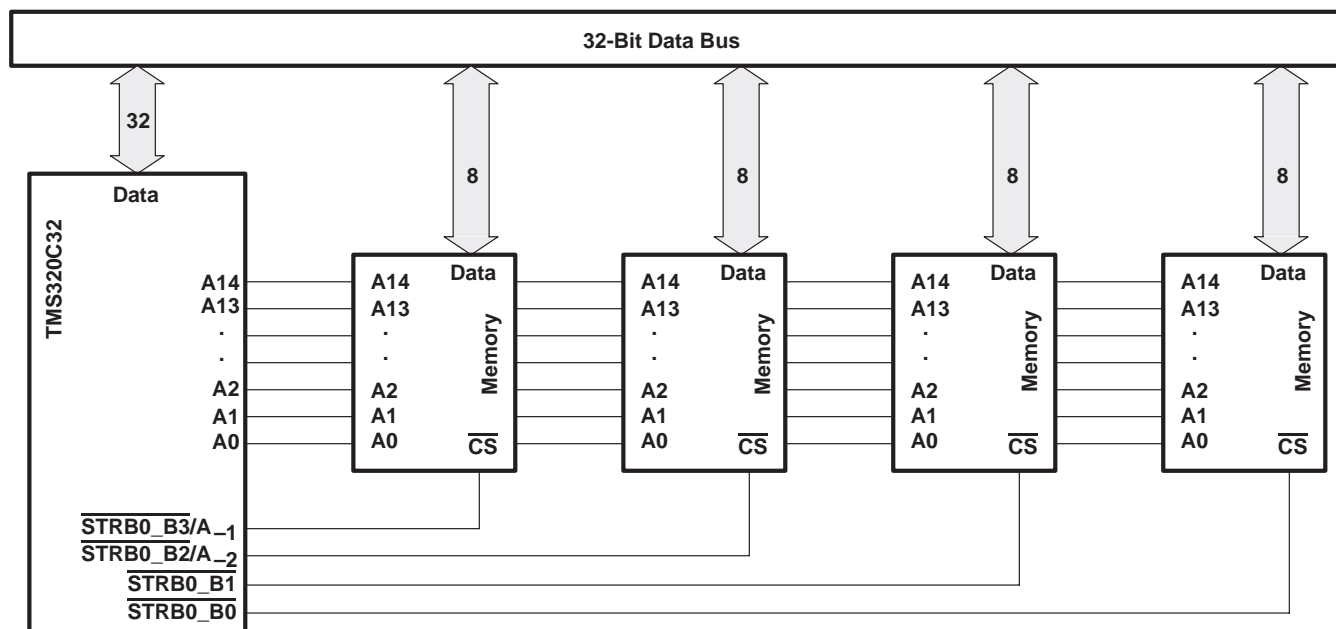 32-Bit Data Bus
32
8
8
8
8
Data
TMS320C32
A14
A13
.
.
A2
A1
A0
STRB0_B3/A–1
STRB0_B2/A–2
STRB0_B1
STRB0_B0
Data
Memory
A14
A13
.
.
A2
A1
A0
CS
Data
Memory
A14
A13
.
.
A2
A1
A0
CS
Data
Memory
A14
A13
.
.
A2
A1
A0
CS
Data
Memory
A14
A13
.
.
A2
A1
A0
CS